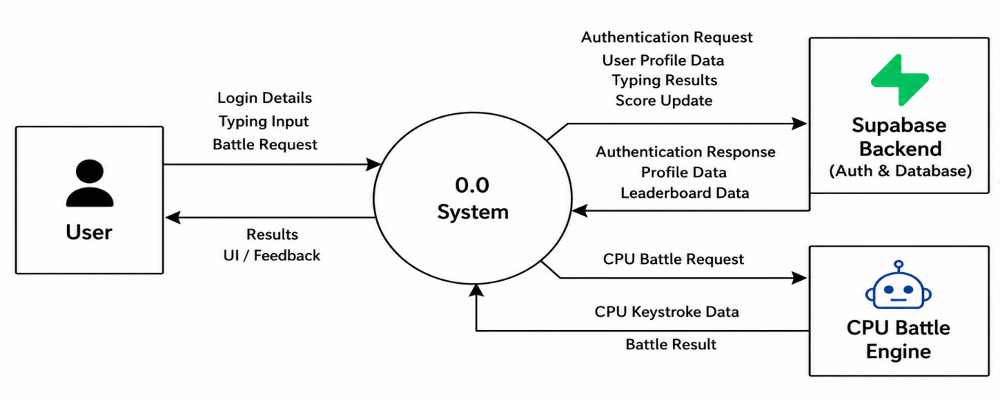 Login Details
Typing Input
Battle Request
User
Results
UI / Feedback
0.0
System
Authentication Request
User Profile Data
Typing Results
Score Update
Authentication Response
Profile Data
Leaderboard Data
Supabase
Backend
(Auth & Database)
CPU Battle Request
CPU Keystroke Data
Battle Result
CPU Battle
Engine